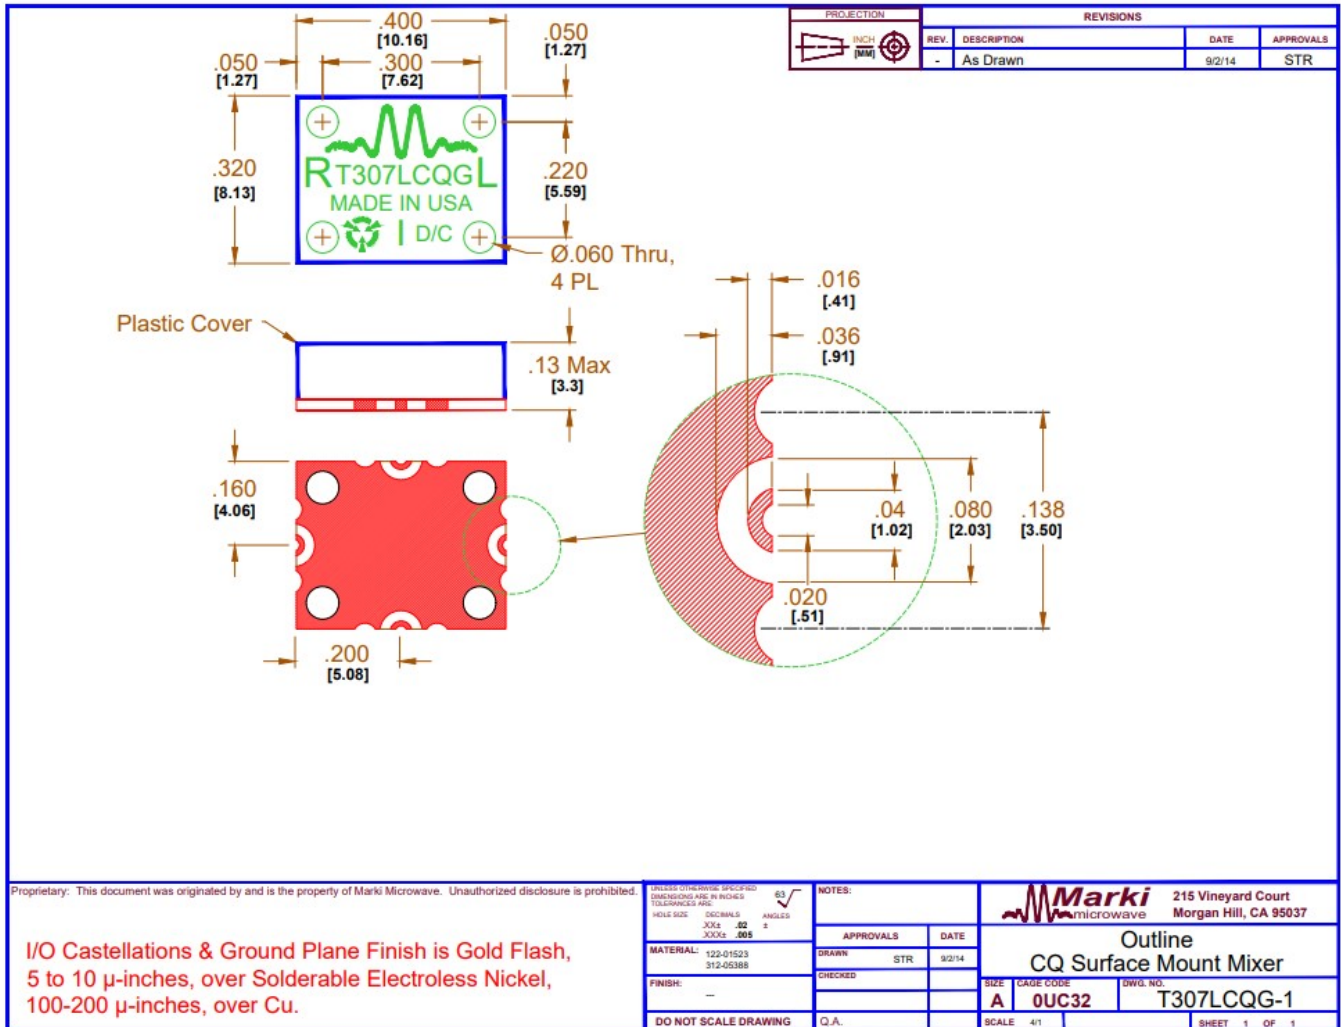 PROJECTION
INCH
[MM]
REVISIONS
REV. DESCRIPTION DATE APPROVALS
- As Drawn 9/2/14 STR
.400
[10.16]
.050
[1.27]
.050
[1.27]
.300
[7.62]
.320
[8.13]
.220
[5.59]
RT307LCQGL
MADE IN USA
I D/C
Ø.060 Thru,
4 PL
Plastic Cover
.13 Max
[3.3]
.016
[.41]
.036
[.91]
.160
[4.06]
.04
[1.02]
.080
[2.03]
.138
[3.50]
.020
[.51]
.200
[5.08]
Proprietary: This document was originated by and is the property of Marki Microwave. Unauthorized disclosure is prohibited.
I/O Castellations & Ground Plane Finish is Gold Flash,
5 to 10 µ-inches, over Solderable Electroless Nickel,
100-200 µ-inches, over Cu.
UNLESS OTHERWISE SPECIFIED
DIMENSIONS ARE IN INCHES
TOLERANCES ARE:
63
HOLE SIZE DECIMALS ANGLES
.XX± .02 ±
.XXX± .005
MATERIAL: 122-01523
312-05388
FINISH:
---
DO NOT SCALE DRAWING
NOTES:
APPROVALS DATE
DRAWN STR 9/2/14
CHECKED
Q.A.
Marki
microwave
215 Vineyard Court
Morgan Hill, CA 95037
Outline
CQ Surface Mount Mixer
SIZE CAGE CODE DWG. NO.
A 0UC32 T307LCQG-1
SCALE 4/1 SHEET 1 OF 1